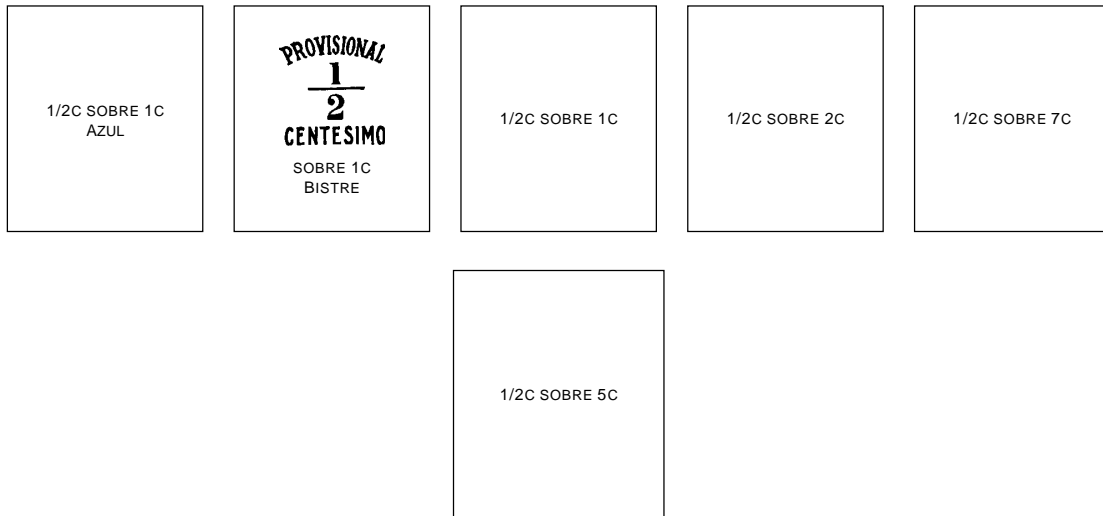 1/2C SOBRE 1C
AZUL
PROVISIONAL
1
2
CENTESIMO
SOBRE 1C
BISTRE
1/2C SOBRE 1C
1/2C SOBRE 2C
1/2C SOBRE 7C
1/2C SOBRE 5C